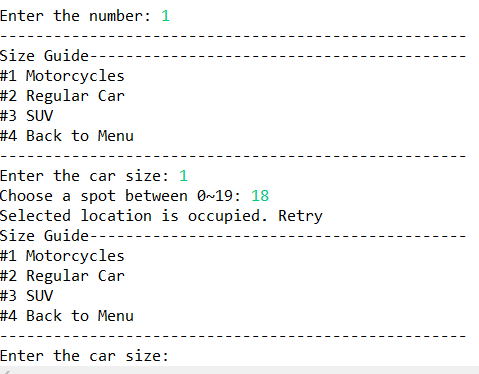 Enter the number: 1
----------------------------------------------------
Size Guide------------------------------------------
#1 Motorcycles
#2 Regular Car
#3 SUV
#4 Back to Menu
----------------------------------------------------
Enter the car size: 1
Choose a spot between 0~19: 18
Selected location is occupied. Retry
Size Guide------------------------------------------
#1 Motorcycles
#2 Regular Car
#3 SUV
#4 Back to Menu
----------------------------------------------------
Enter the car size: